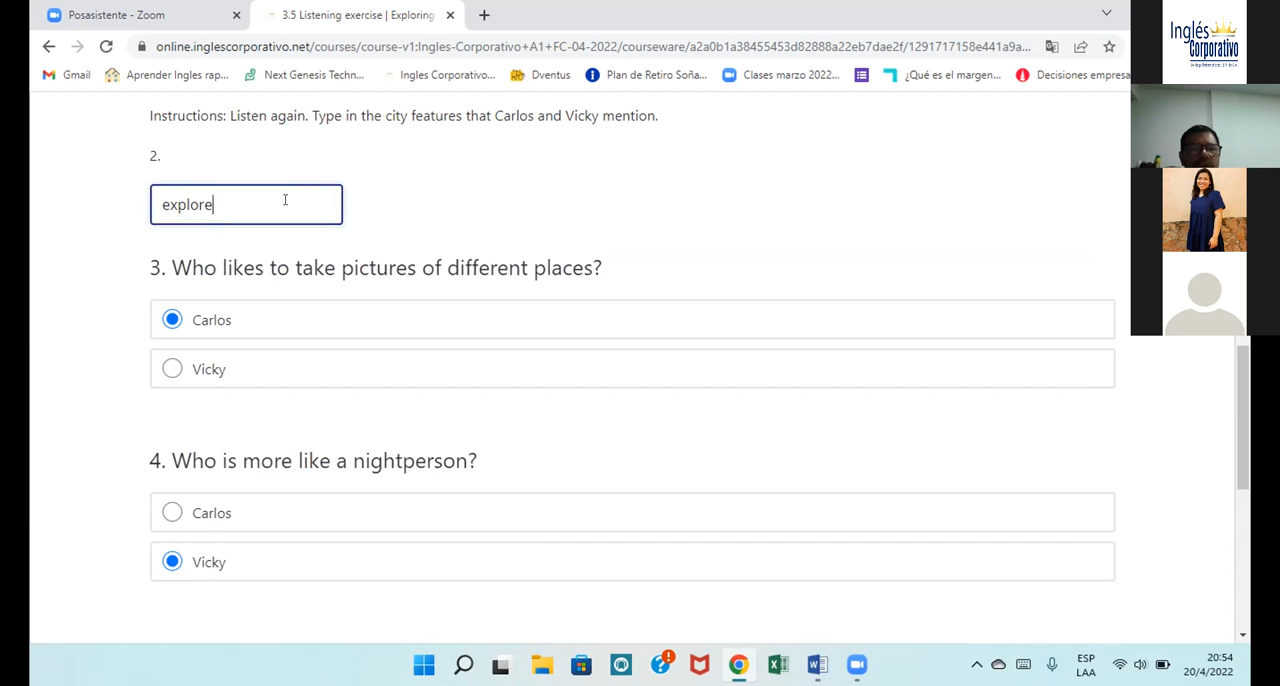 Posasistente - Zoom
3.5 Listening exercise | Exploring
online.inglescorporativo.net/courses/course-v1:Ingles-Corporativo+A1+FC-04-2022/courseware/a2a0b1a38455453d82888a22eb7dae2f/1291717158e441a9a...
Gmail
Aprender Ingles rap...
Next Genesis Techn...
Ingles Corporativo...
Dventus
Plan de Retiro Soña...
Clases marzo 2022...
¿Qué es el margen...
Decisiones empresa
Inglés
Corporativo
Instructions: Listen again. Type in the city features that Carlos and Vicky mention.
2.
explore
3. Who likes to take pictures of different places?
Carlos
Vicky
4. Who is more like a nightperson?
Carlos
Vicky
ESP
LAA
20:54
20/4/2022